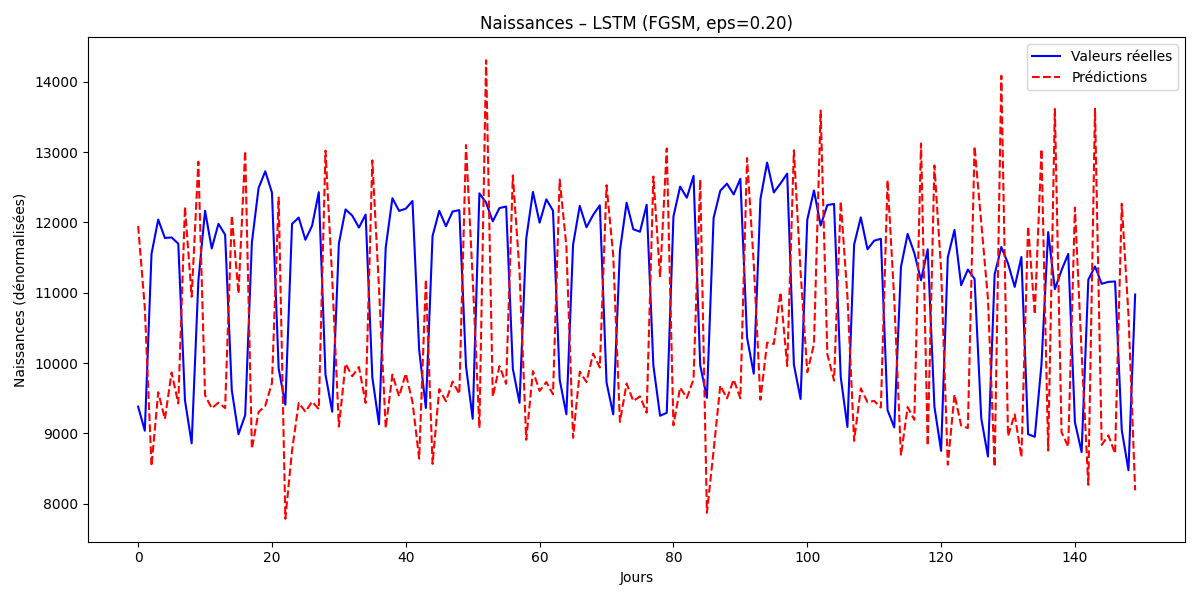 Naissances – LSTM (FGSM, eps=0.20)
Valeurs réelles
Prédictions
Naissances (dénormalisées)
14000
13000
12000
11000
10000
9000
8000
0 20 40 60 80 100 120 140
Jours